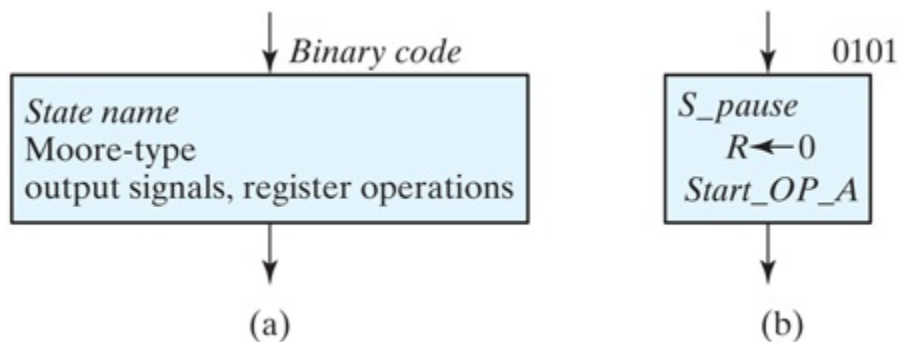 Binary code
State name
Moore-type
output signals, register operations
(a)
0101
S_pause
R←0
Start_OP_A
(b)